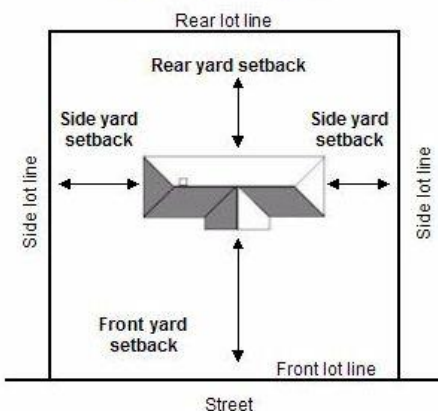 Rear lot line
Rear yard setback
Side yard
setback
Side yard
setback
Side lot line
Side lot line
Front yard
setback
Front lot line
Street